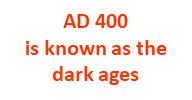 AD 400
is known as the
dark ages